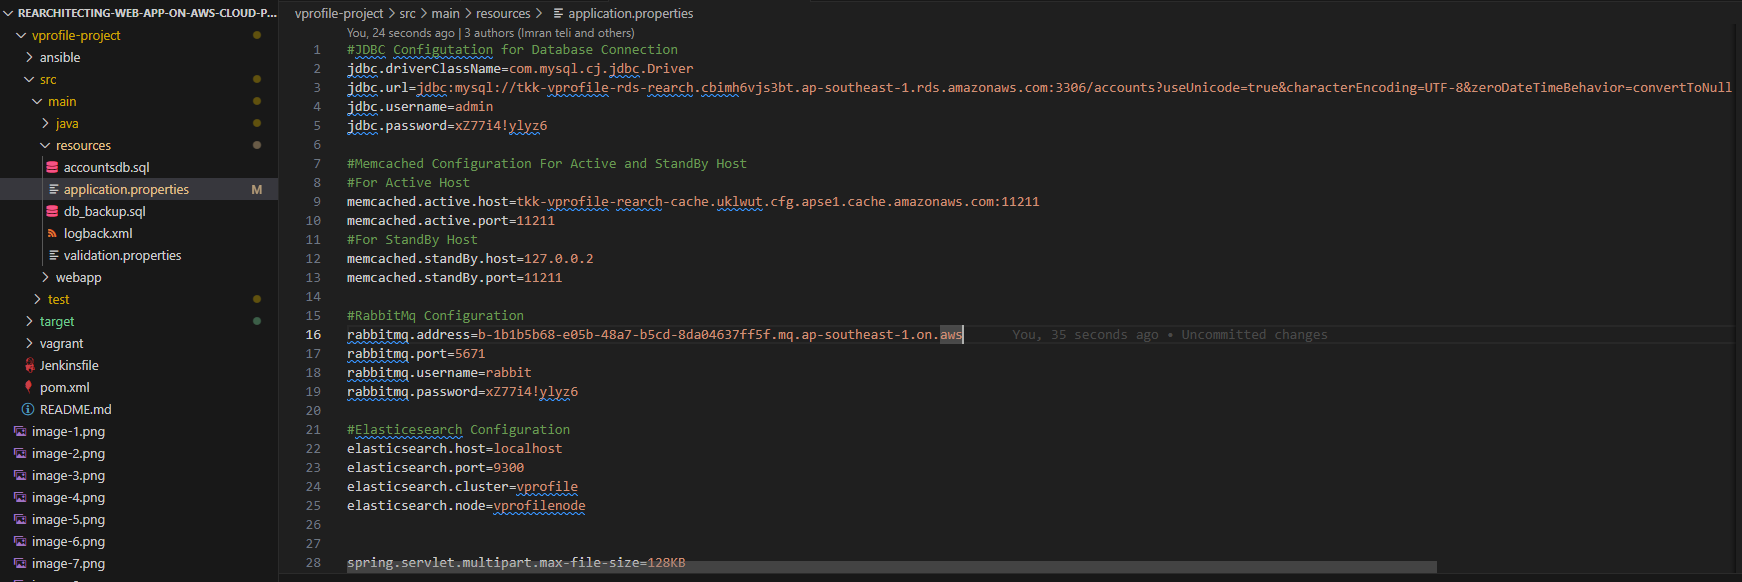 REARCHITECTING-WEB-APP-ON-AWS-CLOUD-P...
vprofile-project
ansible
src
main
java
resources
accountsdb.sql
application.properties M
db_backup.sql
logback.xml
validation.properties
webapp
test
target
vagrant
Jenkinsfile
pom.xml
README.md
image-1.png
image-2.png
image-3.png
image-4.png
image-5.png
image-6.png
image-7.png
vprofile-project > src > main > resources > application.properties
You, 24 seconds ago | 3 authors (Imran teli and others)
1 #JDBC Configutation for Database Connection
2 jdbc.driverClassName=com.mysql.cj.jdbc.Driver
3 jdbc.url=jdbc:mysql://tkk-vprofile-rds-rearch.cbimh6vjs3bt.ap-southeast-1.rds.amazonaws.com:3306/accounts?useUnicode=true&characterEncoding=UTF-8&zeroDateTimeBehavior=convertToNull
4 jdbc.username=admin
5 jdbc.password=xZ77i4!ylyz6
6
7 #Memcached Configuration For Active and StandBy Host
8 #For Active Host
9 memcached.active.host=tkk-vprofile-rearch-cache.uklwut.cfg.apse1.cache.amazonaws.com:11211
10 memcached.active.port=11211
11 #For StandBy Host
12 memcached.standBy.host=127.0.0.2
13 memcached.standBy.port=11211
14
15 #RabbitMq Configuration
16 rabbitmq.address=b-1b1b5b68-e05b-48a7-b5cd-8da04637ff5f.mq.ap-southeast-1.on.aws You, 35 seconds ago • Uncommitted changes
17 rabbitmq.port=5671
18 rabbitmq.username=rabbit
19 rabbitmq.password=xZ77i4!ylyz6
20
21 #Elasticesearch Configuration
22 elasticsearch.host=localhost
23 elasticsearch.port=9300
24 elasticsearch.cluster=vprofile
25 elasticsearch.node=vprofilenode
26
27
28 spring.servlet.multipart.max-file-size=128KB